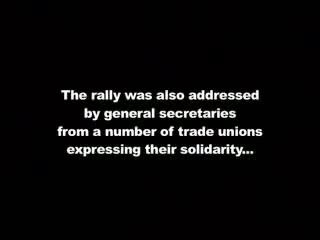 The rally was also addressed
by general secretaries
from a number of trade unions
expressing their solidarity...